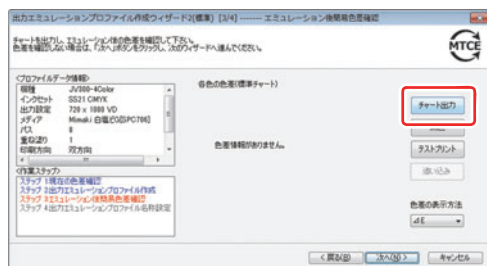 出力エミュレーションプロファイル作成ウィザード2(標準) [3/4] ------- エミュレーション後簡易色差確認
チャートを出力し、エミュレーション後の色差を確認して下さい。
色差を確認しない場合は、「次へ」ボタンをクリックし、次のウィザードへ進んでください。
MTCE
<プロファイルデータ情報>
機種 JV300-4Color
インクセット SS21 CMYK
出力設定 720 x 1080 VD
メディア Mimaki 白塩ビG[SPC706]
パス 8
重ね塗り 1
印刷方向 双方向
<作業ステップ>
ステップ 1:現在の色差確認
ステップ 2:出力エミュレーションプロファイル作成
ステップ 3:エミュレーション後簡易色差確認
ステップ 4:出力エミュレーションプロファイル名称設定
各色の色差(標準チャート)
色差情報がありません。
チャート出力
テストプリント
追い込み
色差の表示方法
⊿E
< 戻る(B)
次へ(N) >
キャンセル